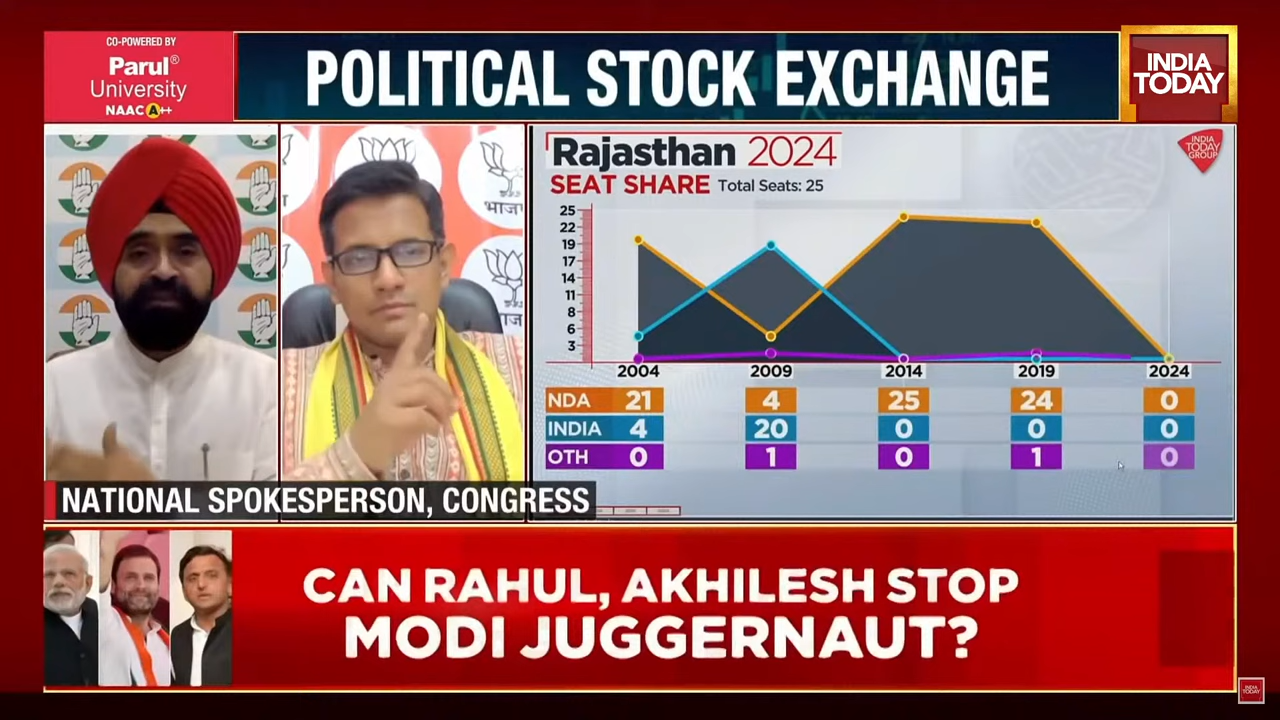 CO-POWERED BY
Parul®
University
NAAC A++
POLITICAL STOCK EXCHANGE
INDIA
TODAY
Rajasthan 2024
SEAT SHARE Total Seats: 25
INDIA
TODAY
GROUP
25
22
19
17
14
11
8
6
3
2004 2009 2014 2019 2024
NDA 21 4 25 24 0
INDIA 4 20 0 0 0
OTH 0 1 0 1 0
भाजप
NATIONAL SPOKESPERSON, CONGRESS
CAN RAHUL, AKHILESH STOP
MODI JUGGERNAUT?
INDIA
TODAY